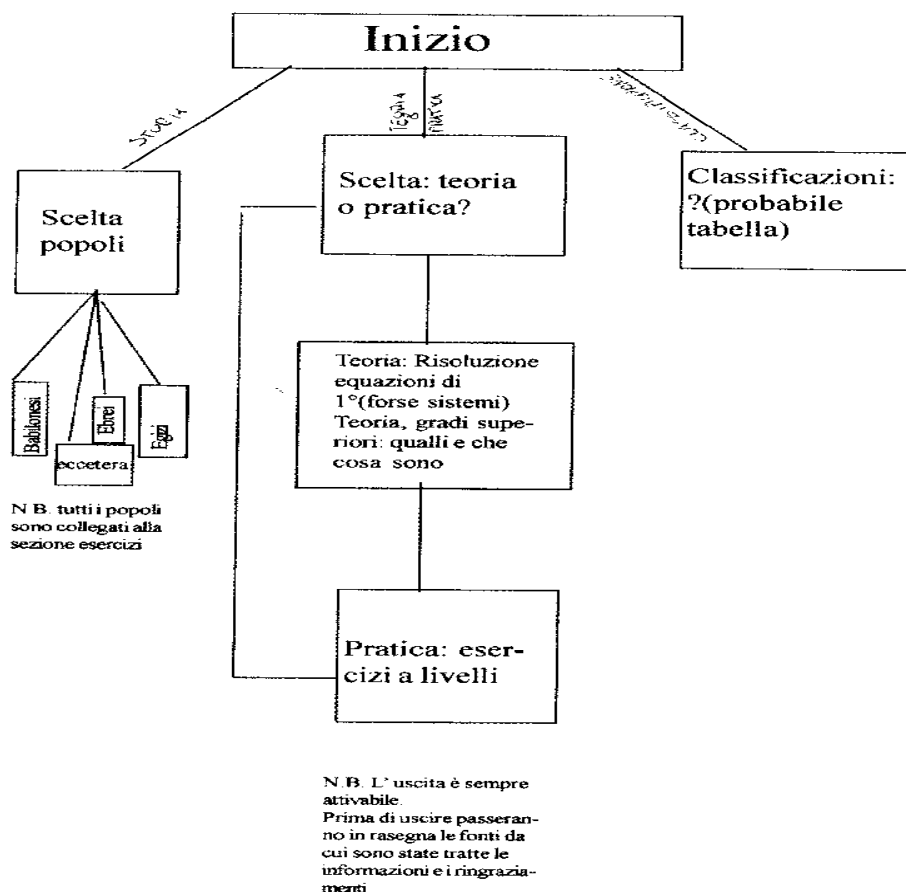 Inizio
Storia
Teoria
Pratica
Scelta
popoli
Scelta: teoria
o pratica?
Classificazioni:
?(probabile
tabella)
Babilonesi
Ebrei
Egizi
eccetera
N B. tutti i popoli
sono collegati alla
sezione esercizi
Teoria: Risoluzione
equazioni di
1°(forse sistemi)
Teoria, gradi supe-
riori: qualli e che
cosa sono
Pratica: eser-
cizi a livelli
N.B. L' uscita è sempre
attivabile.
Prima di uscire passeran-
no in rasegna le fonti da
cui sono state tratte le
informazioni e i ringrazia-
menti